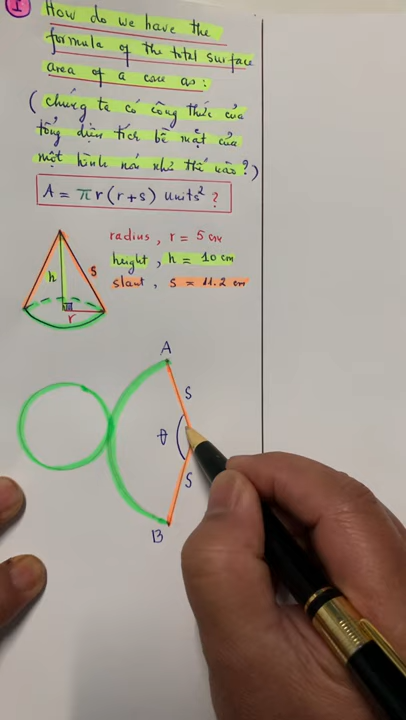 I How do we have the
formula of the total surface
area of a cone as:
(chúng ta có công thức của
tổng diện tích bề mặt của
một hình nón như thế nào?)
A = πr(r+s) units² ?
radius, r = 5 cm
height, h = 10 cm
slant, s = 11.2 cm
h
s
r
A
s
θ
s
B